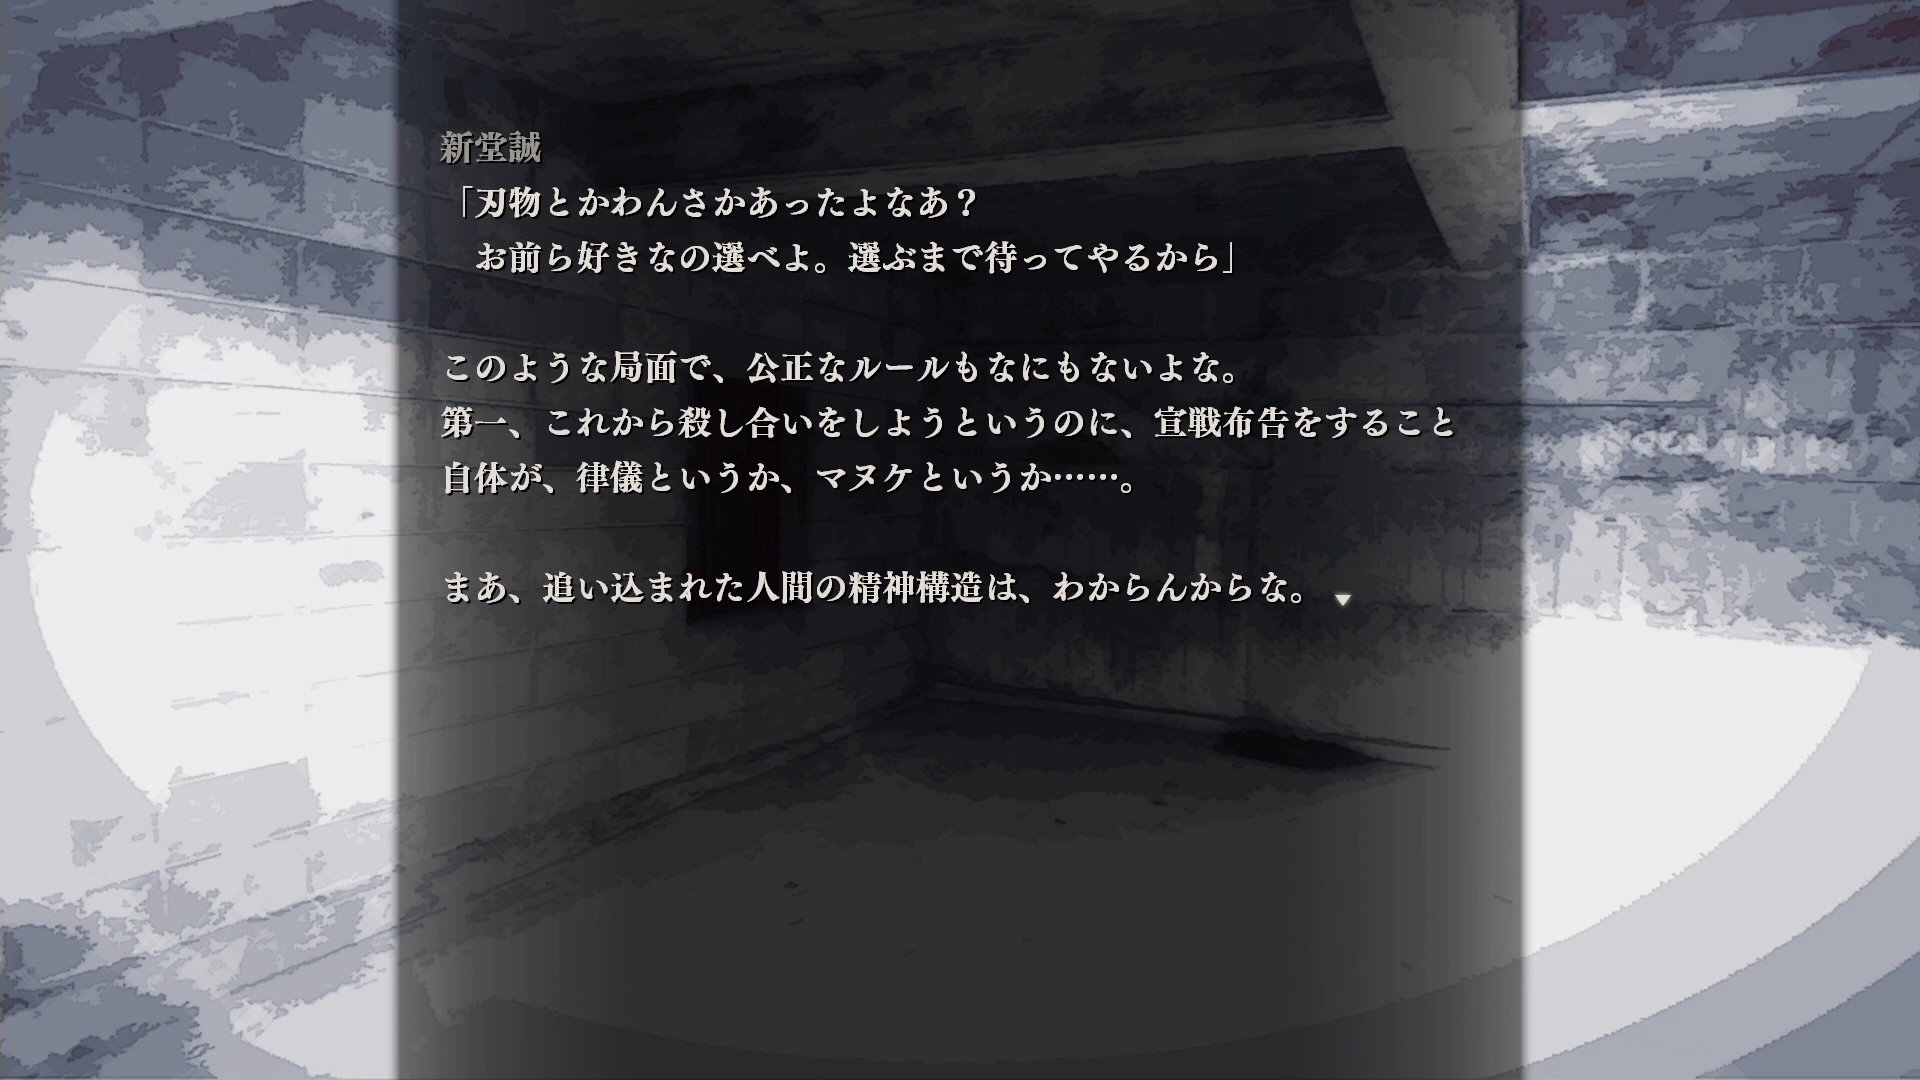 新堂誠
「刃物とかわんさかあったよなあ？
お前ら好きなの選べよ。選ぶまで待ってやるから」
このような局面で、公正なルールもなにもないよな。
第一、これから殺し合いをしようというのに、宣戦布告をすること
自体が、律儀というか、マヌケというか……。
まあ、追い込まれた人間の精神構造は、わからんからな。